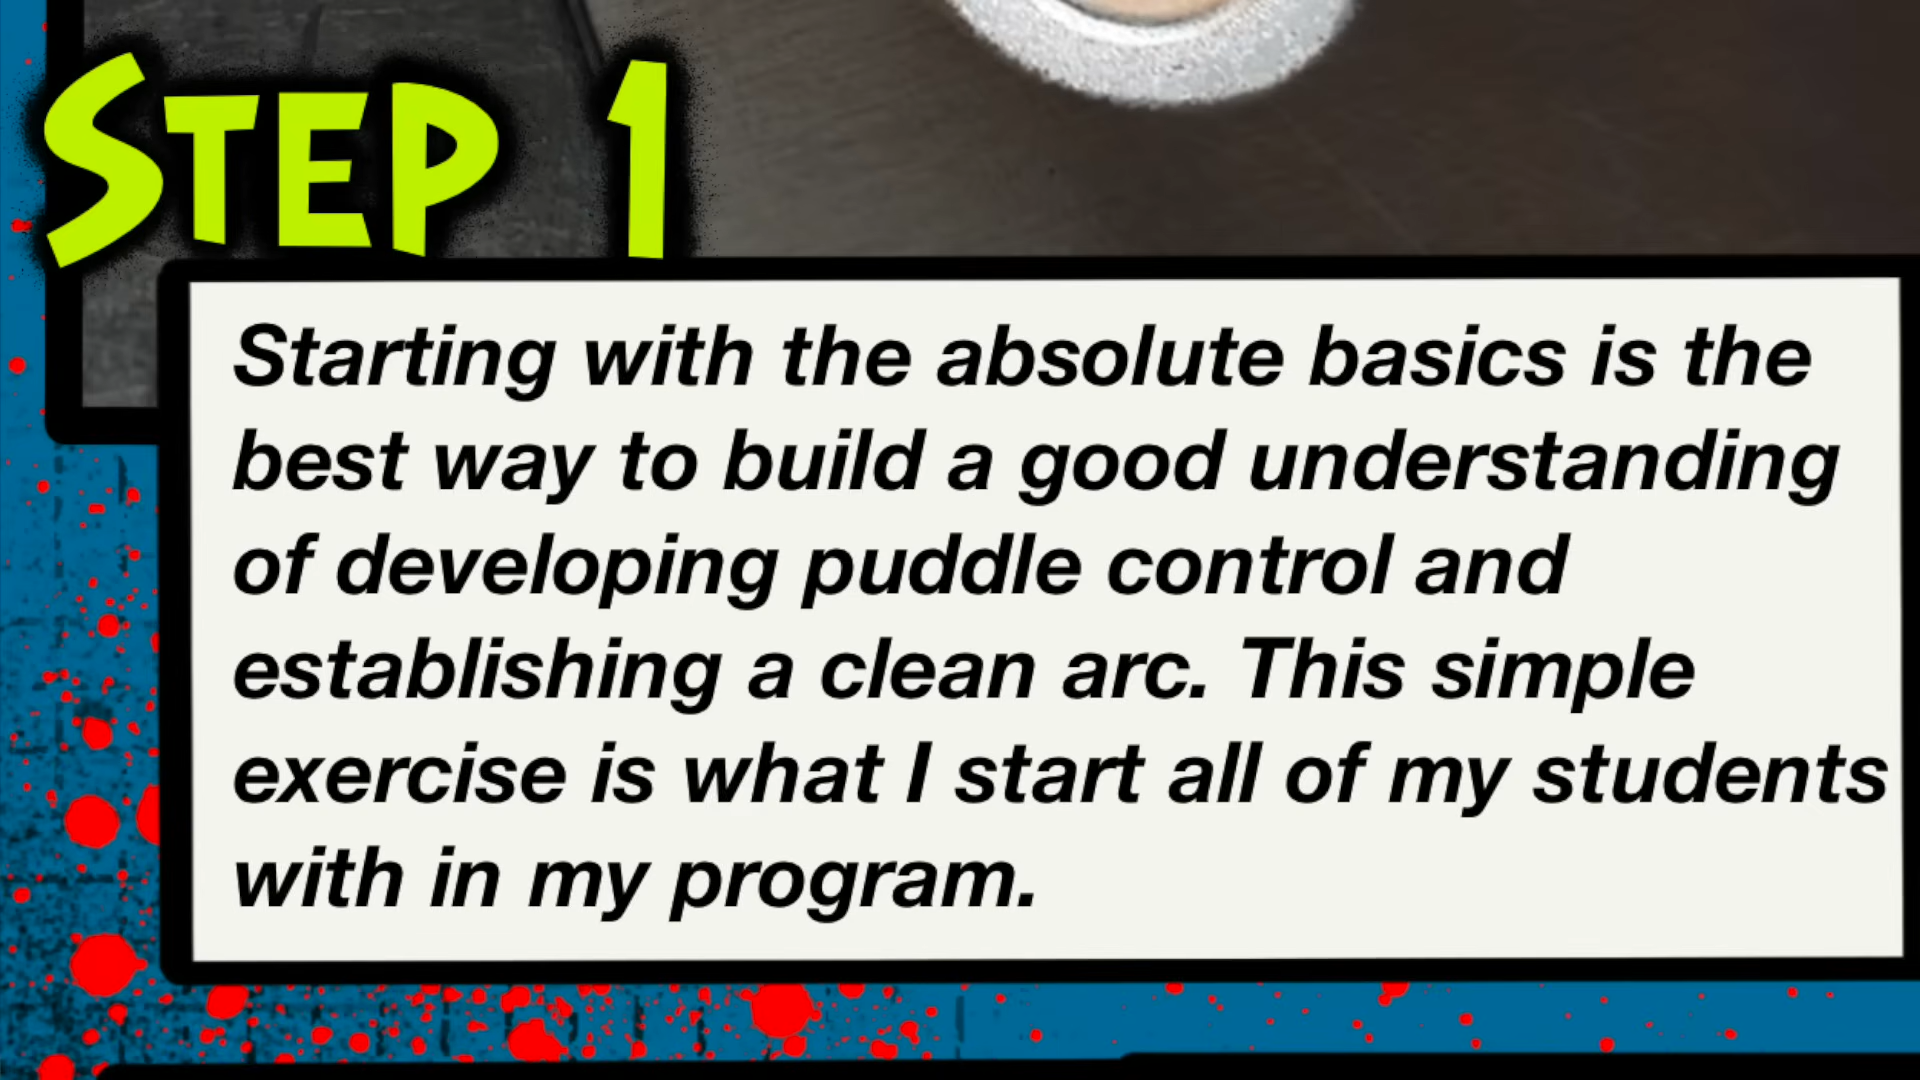 STEP 1
Starting with the absolute basics is the
best way to build a good understanding
of developing puddle control and
establishing a clean arc. This simple
exercise is what I start all of my students
with in my program.